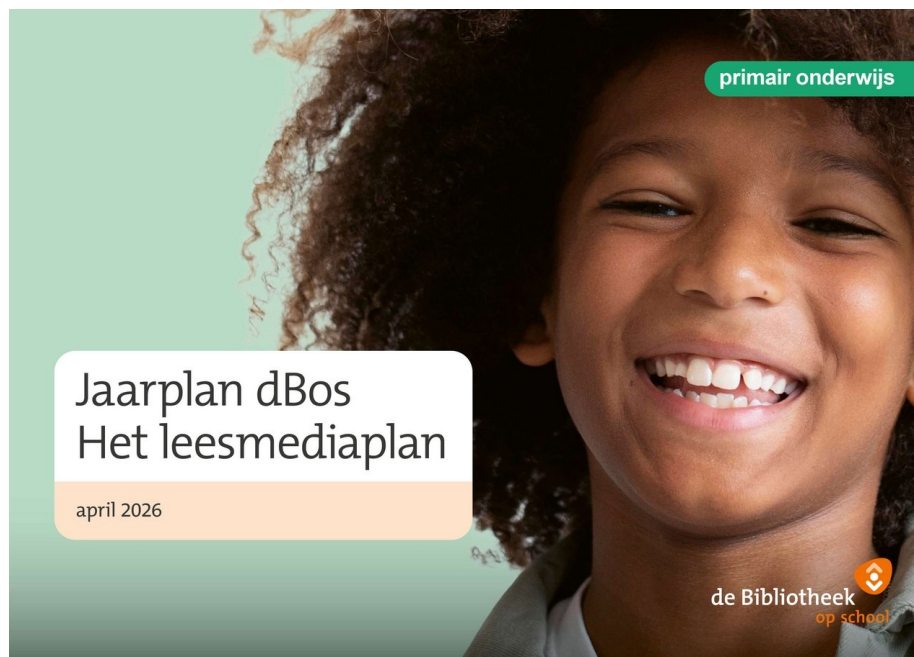 primair onderwijs
Jaarplan dBos
Het leesmediaplan
april 2026
de Bibliotheek
op school